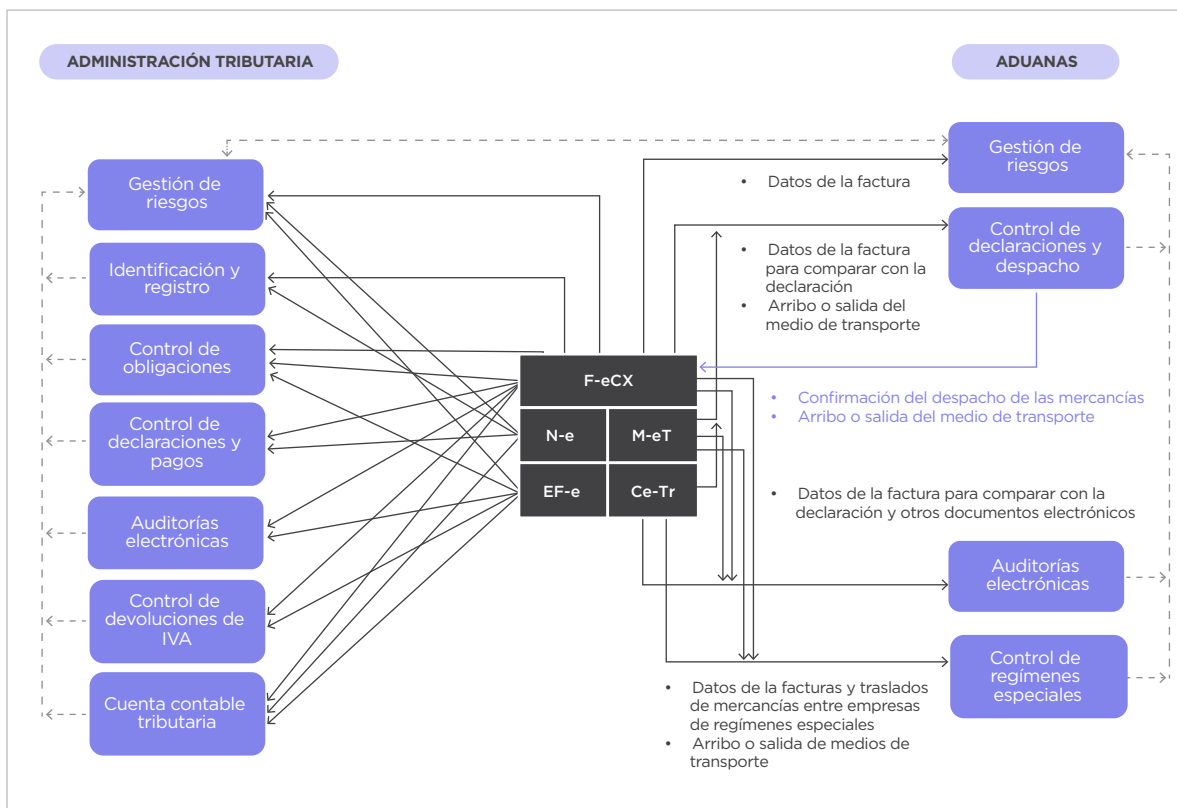 ADMINISTRACIÓN TRIBUTARIA
ADUANAS
Gestión de
riesgos
Identificación y
registro
Control de
obligaciones
Control de
declaraciones y
pagos
Auditorías
electrónicas
Control de
devoluciones de
IVA
Cuenta contable
tributaria
F-eCX
N-e
M-eT
EF-e
Ce-Tr
• Datos de la factura
• Datos de la factura
para comparar con la
declaración
• Arribo o salida del
medio de transporte
• Confirmación del despacho de las mercancías
• Arribo o salida del medio de transporte
• Datos de la factura para comparar con la
declaración y otros documentos electrónicos
• Datos de la facturas y traslados
de mercancías entre empresas
de regímenes especiales
• Arribo o salida de medios de
transporte
Gestión de
riesgos
Control de
declaraciones y
despacho
Auditorías
electrónicas
Control de
regímenes
especiales